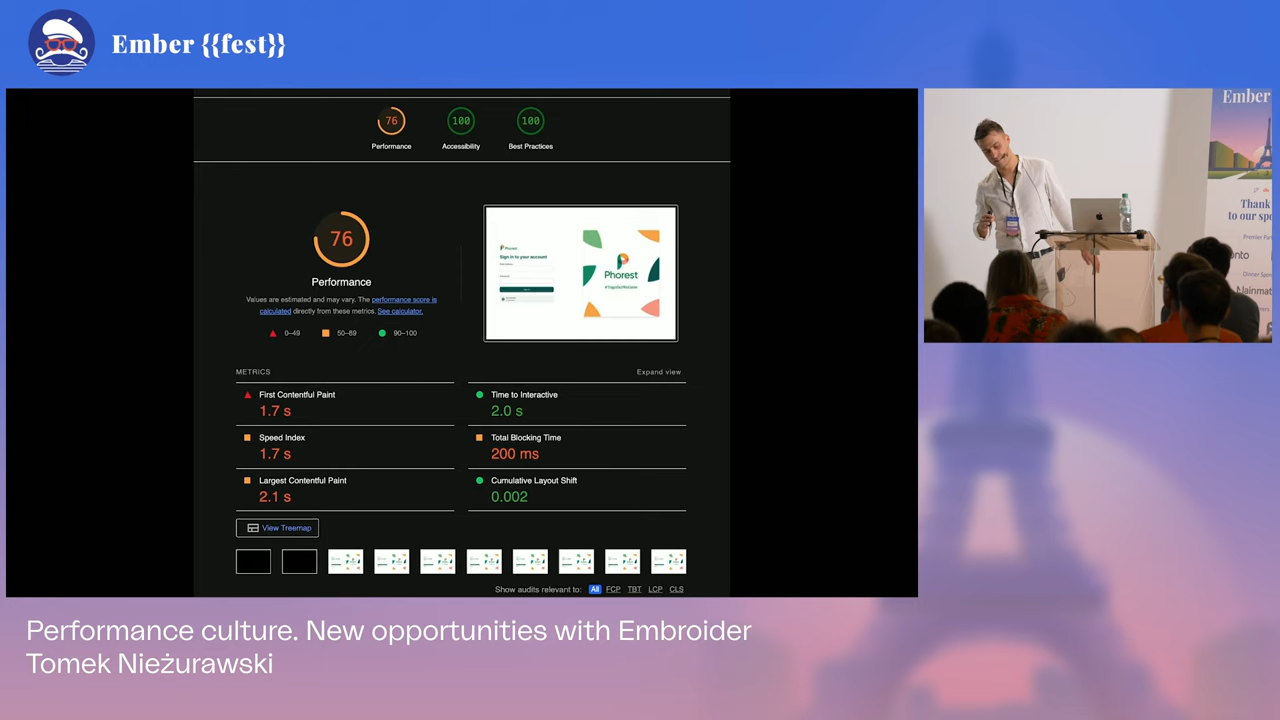 Ember {{fest}}
76
100
100
Performance
Accessibility
Best Practices
76
Performance
Values are estimated and may vary. The performance score is
calculated directly from these metrics. See calculator.
0–49
50–89
90–100
Phorest
Sign in to your account
Phorest
METRICS
Expand view
First Contentful Paint
1.7 s
Time to Interactive
2.0 s
Speed Index
1.7 s
Total Blocking Time
200 ms
Largest Contentful Paint
2.1 s
Cumulative Layout Shift
0.002
View Treemap
Show audits relevant to: All FCP TBT LCP CLS
Ember
Thank
to our
Performance culture. New opportunities with Embroider
Tomek Nieżurawski